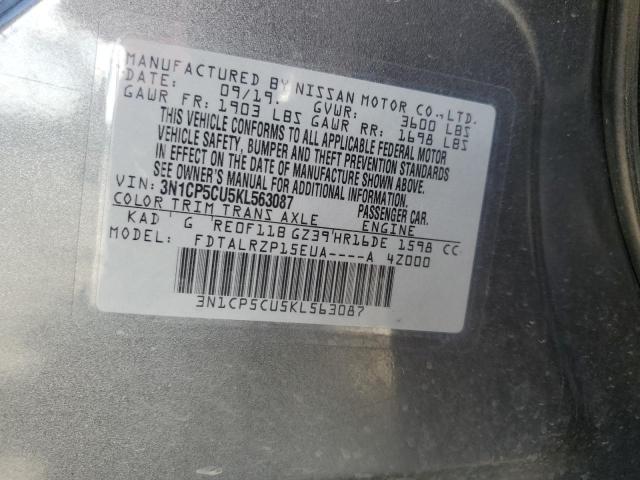 MANUFACTURED BY NISSAN MOTOR CO.,LTD.
DATE: 09/19. GVWR: 3600 LBS
GAWR FR: 1903 LBS GAWR RR: 1698 LBS
THIS VEHICLE CONFORMS TO ALL APPLICABLE FEDERAL MOTOR
VEHICLE SAFETY, BUMPER AND THEFT PREVENTION STANDARDS
IN EFFECT ON THE DATE OF MANUFACTURE SHOWN ABOVE.
SEE OWNER'S MANUAL FOR ADDITIONAL INFORMATION.
VIN: 3N1CP5CU5KL563087 PASSENGER CAR.
COLOR TRIM TRANS AXLE ENGINE
KAD G RE0F11B GZ39 HR16DE 1598 CC
MODEL: FDTALRZP15EUA----A 4Z000
3N1CP5CU5KL563087